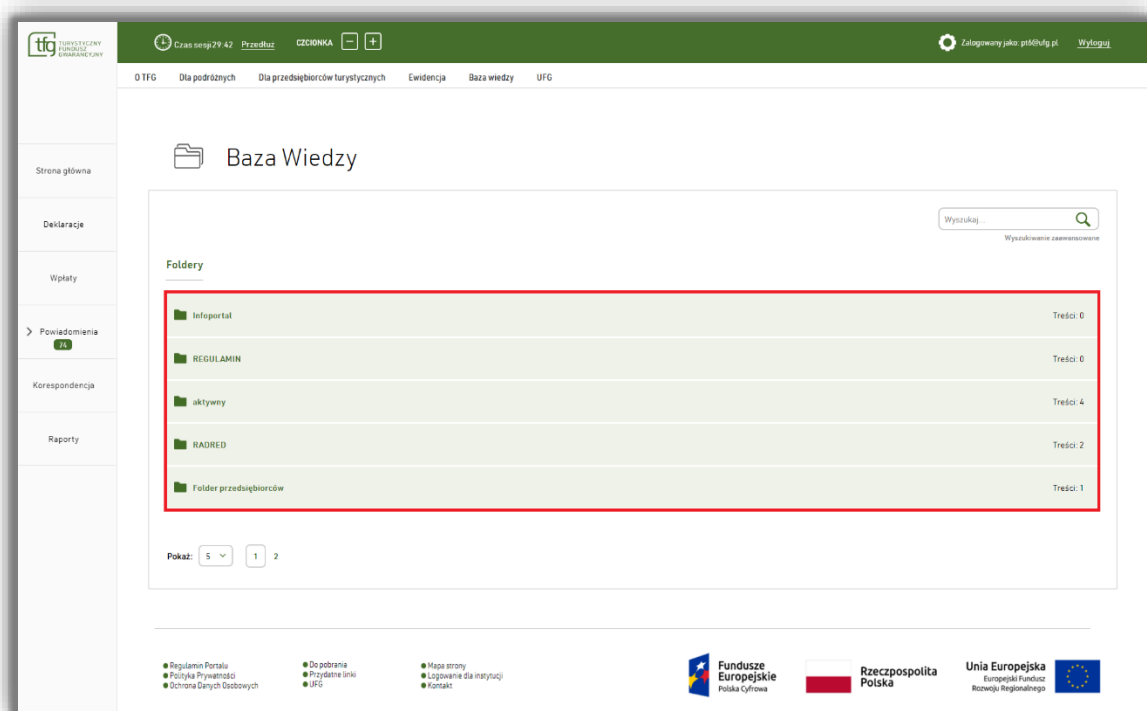 tfg TURYSTYCZNY
FUNDUSZ
GWARANCYJNY
Czas sesji 29:42 Przedłuż CZCIONKA − +
Zalogowany jako: pt6@ufg.pl Wyloguj
O TFG Dla podróżnych Dla przedsiębiorców turystycznych Ewidencja Baza wiedzy UFG
Strona główna
Deklaracje
Wpłaty
Powiadomienia
74
Korespondencja
Raporty
Baza Wiedzy
Wyszukaj...
Wyszukiwanie zaawansowane
Foldery
Infoportal Treści: 0
REGULAMIN Treści: 0
aktywny Treści: 4
RADRED Treści: 2
Folder przedsiębiorców Treści: 1
Pokaż: 5 1 2
Regulamin Portalu
Polityka Prywatności
Ochrona Danych Osobowych
Do pobrania
Przydatne linki
UFG
Mapa strony
Logowanie dla instytucji
Kontakt
Fundusze
Europejskie
Polska Cyfrowa
Rzeczpospolita
Polska
Unia Europejska
Europejski Fundusz
Rozwoju Regionalnego